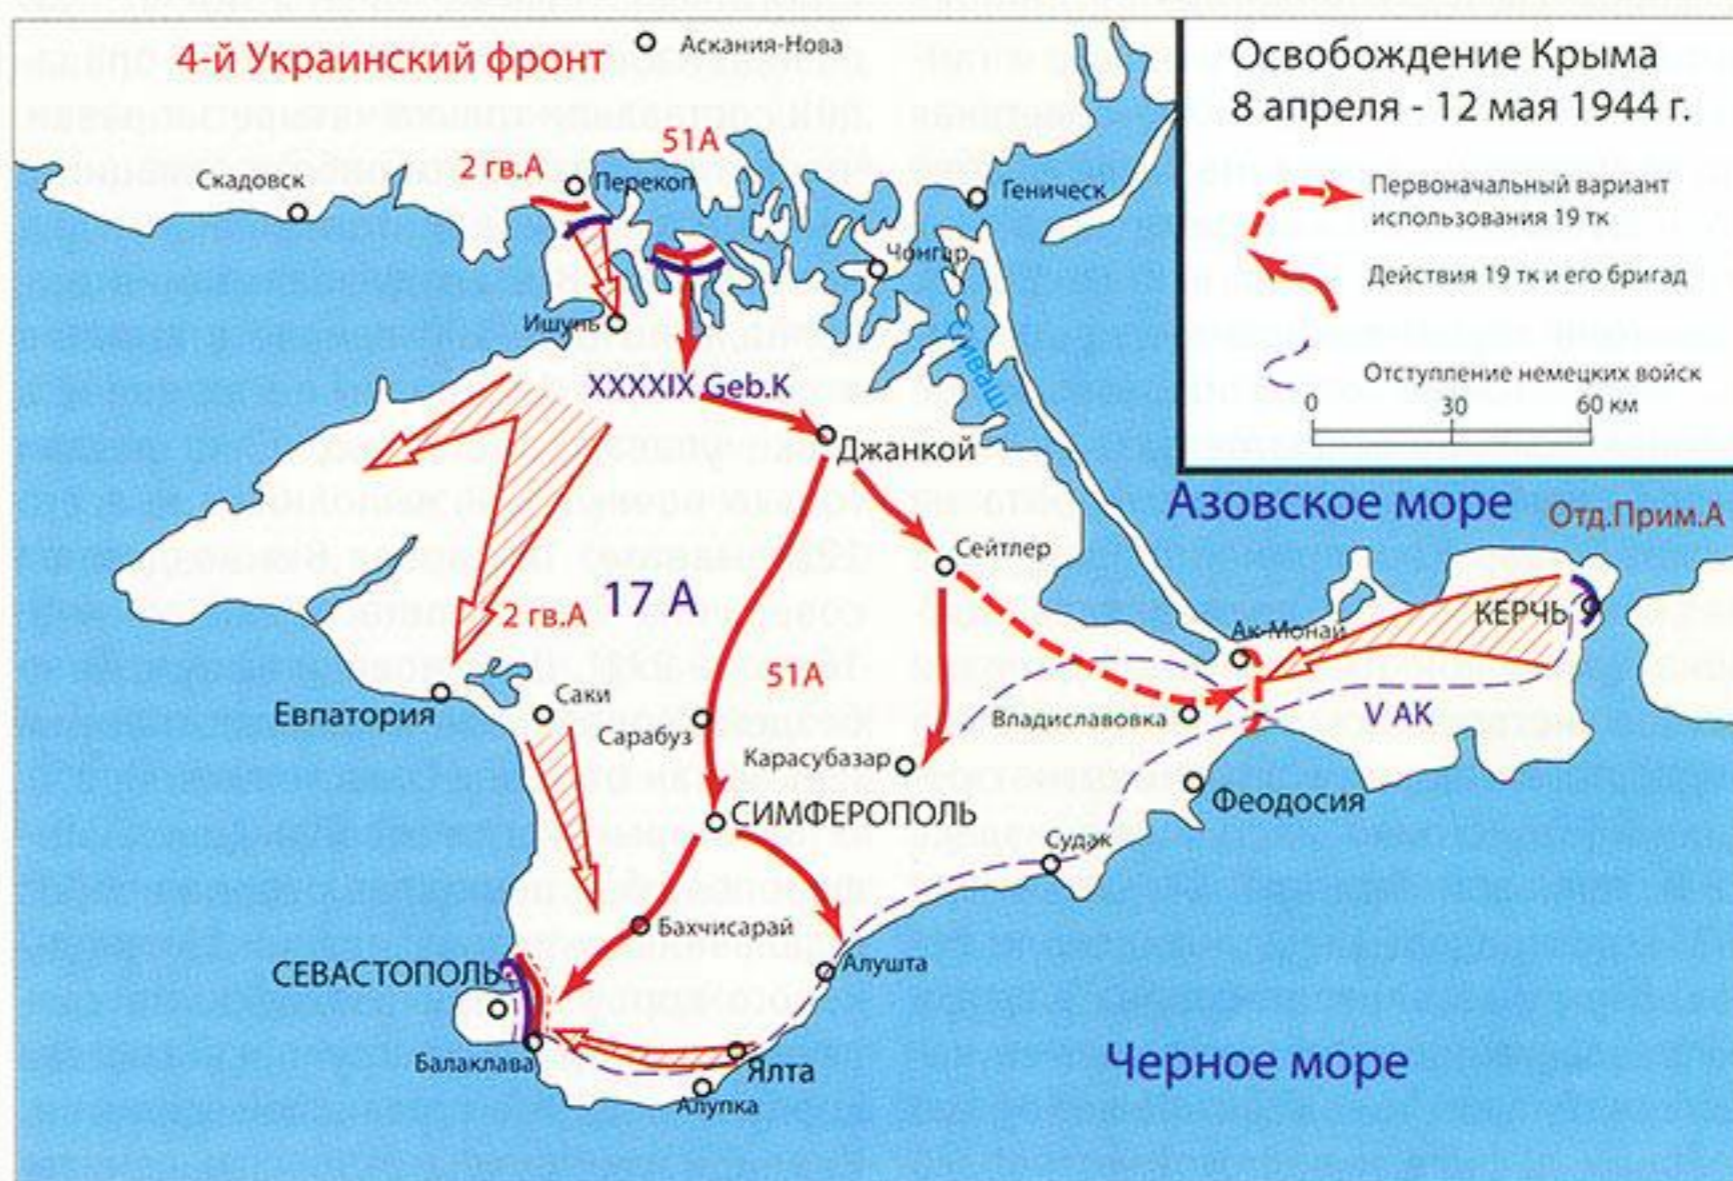 4-й Украинский фронт
Аскания-Нова
Освобождение Крыма
8 апреля - 12 мая 1944 г.
Первоначальный вариант
использования 19 тк
Действия 19 тк и его бригад
Отступление немецких войск
0 30 60 км
51А
2 гв.А
Перекоп
Скадовск
Геническ
Чонгар
Ишунь
Сиваш
XXXXIX Geb.K
Джанкой
Азовское море
Отд.Прим.А
Сейтлер
17 А
2 гв.А
КЕРЧЬ
Ак-Монай
51А
Саки
Евпатория
Сарабуз
Владиславовка
V АК
Карасубазар
СИМФЕРОПОЛЬ
Феодосия
Судак
Бахчисарай
СЕВАСТОПОЛЬ
Алушта
Балаклава
Ялта
Алупка
Черное море